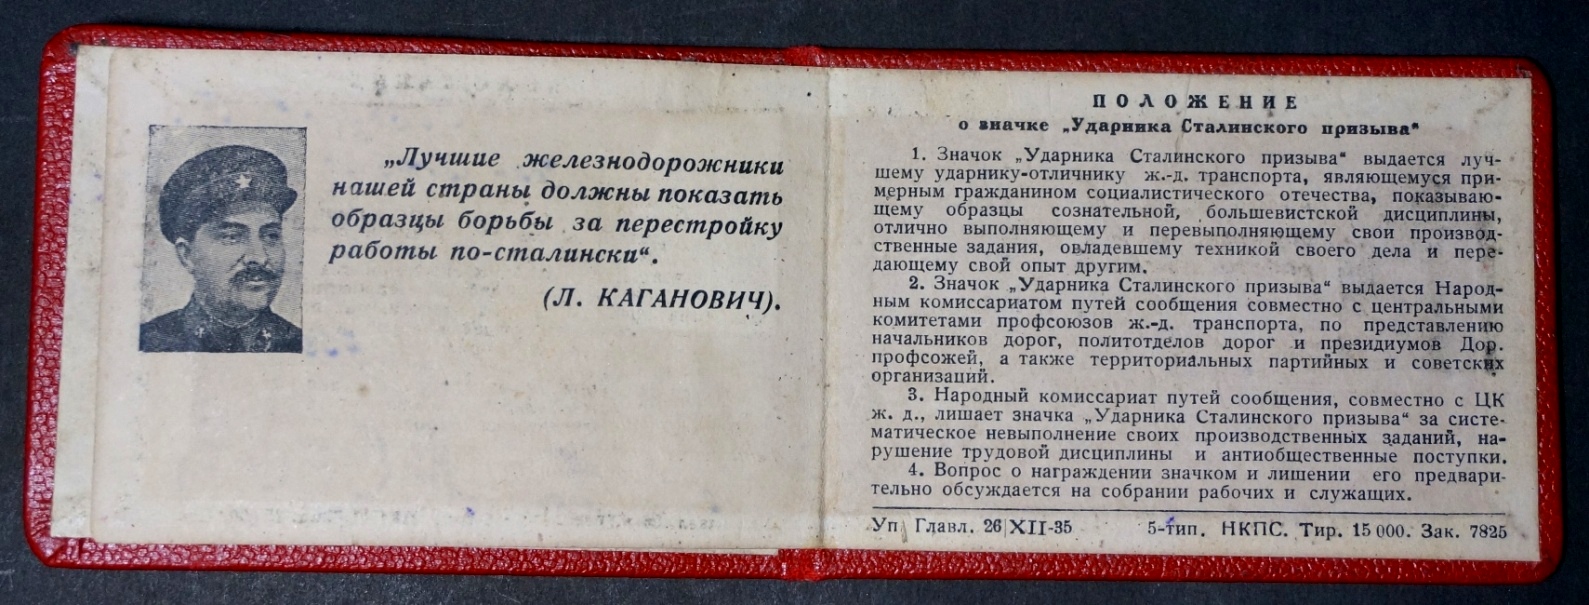 „Лучшие железнодорожники
нашей страны должны показать
образцы борьбы за перестройку
работы по-сталински“.
(Л. КАГАНОВИЧ).
ПОЛОЖЕНИЕ
о значке „Ударника Сталинского призыва“
1. Значок „Ударника Сталинского призыва“ выдается луч-
шему ударнику-отличнику ж.-д. транспорта, являющемуся при-
мерным гражданином социалистического отечества, показываю-
щему образцы сознательной, большевистской дисциплины,
отлично выполняющему и перевыполняющему свои производ-
ственные задания, овладевшему техникой своего дела и пере-
дающему свой опыт другим.
2. Значок „Ударника Сталинского призыва“ выдается Народ-
ным комиссариатом путей сообщения совместно с центральными
комитетами профсоюзов ж.-д. транспорта, по представлению
начальников дорог, политотделов дорог и президиумов Дор.
профсожей, а также территориальных партийных и советских
организаций.
3. Народный комиссариат путей сообщения, совместно с ЦК
ж. д., лишает значка „Ударника Сталинского призыва“ за систе-
матическое невыполнение своих производственных заданий, на-
рушение трудовой дисциплины и антиобщественные поступки.
4. Вопрос о награждении значком и лишении его предвари-
тельно обсуждается на собрании рабочих и служащих.
Уп. Главл. 26/XII-35 5-тип. НКПС. Тир. 15 000. Зак. 7825